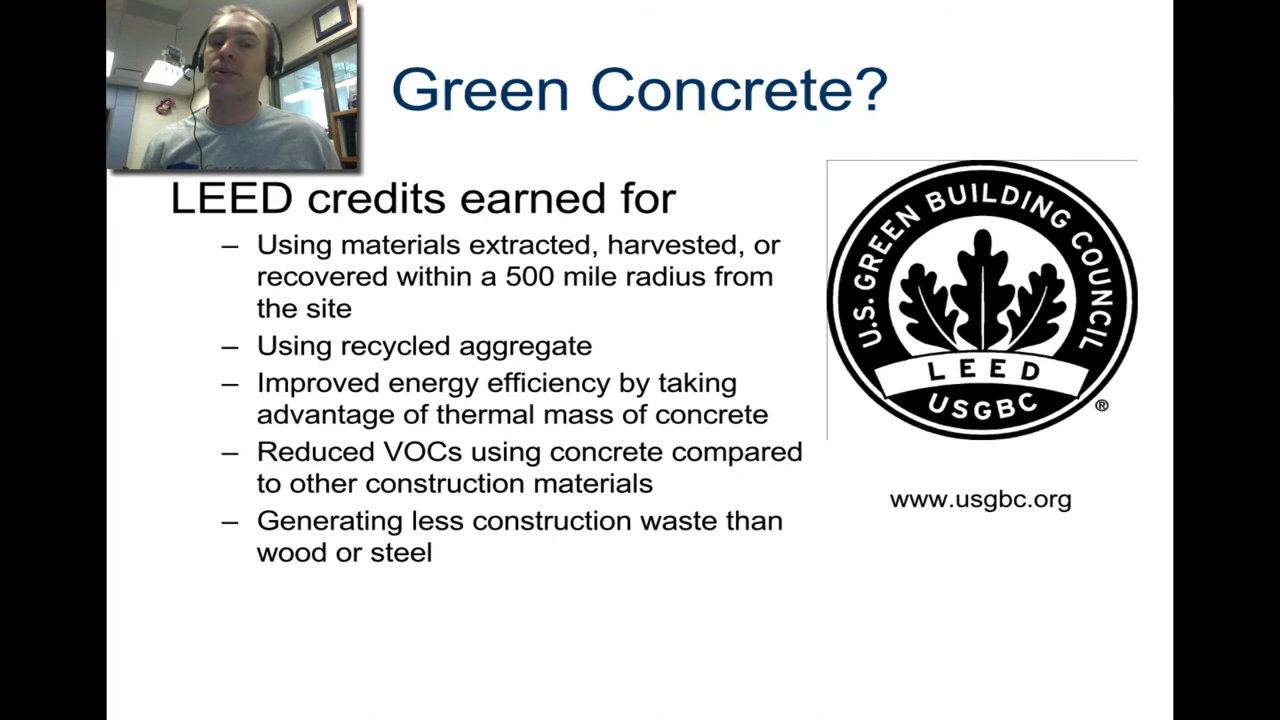 Green Concrete?
LEED credits earned for
– Using materials extracted, harvested, or
recovered within a 500 mile radius from
the site
– Using recycled aggregate
– Improved energy efficiency by taking
advantage of thermal mass of concrete
– Reduced VOCs using concrete compared
to other construction materials
– Generating less construction waste than
wood or steel
U.S. GREEN BUILDING COUNCIL
LEED
USGBC
®
www.usgbc.org